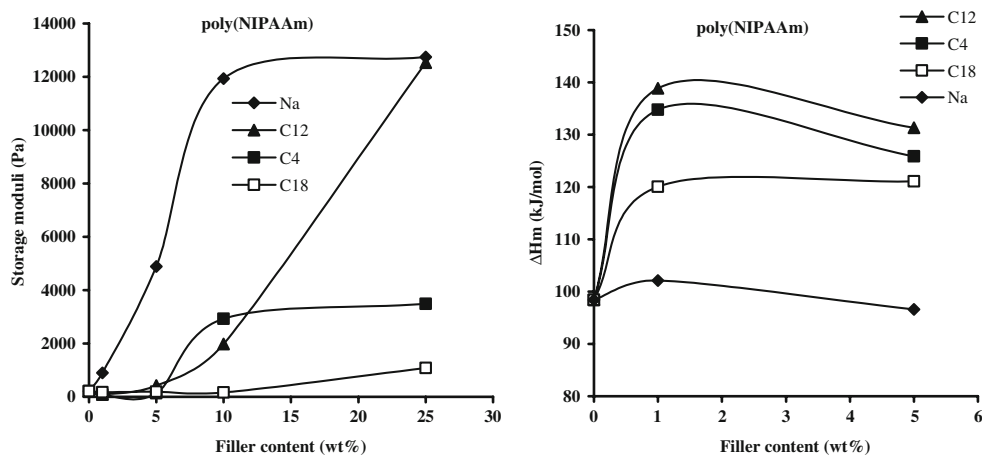 poly(NIPAAm)
Storage moduli (Pa)
14000
12000
10000
8000
6000
4000
2000
0
Na
C12
C4
C18
0 5 10 15 20 25 30
Filler content (wt%)
poly(NIPAAm)
C12
C4
C18
Na
ΔHm (kJ/mol)
150
140
130
120
110
100
90
80
0 1 2 3 4 5 6
Filler content (wt%)